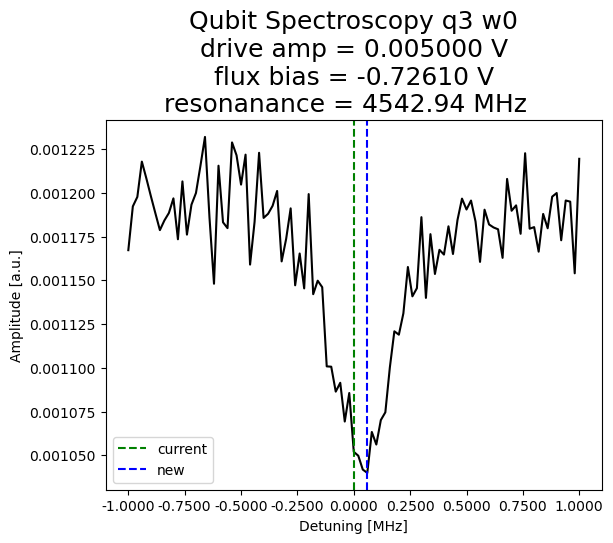 Qubit Spectroscopy q3 w0
drive amp = 0.005000 V
flux bias = -0.72610 V
resonanance = 4542.94 MHz
0.001225
0.001200
0.001175
0.001150
0.001125
0.001100
0.001075
0.001050
Amplitude [a.u.]
current
new
-1.0000 -0.7500 -0.5000 -0.2500 0.0000 0.2500 0.5000 0.7500 1.0000
Detuning [MHz]